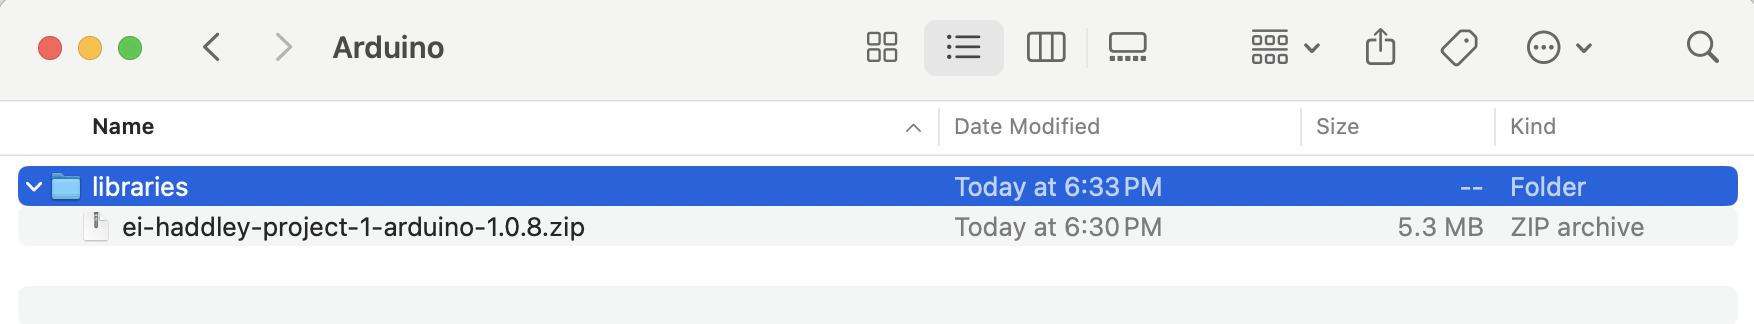 Arduino
Name Date Modified Size Kind
libraries Today at 6:33 PM -- Folder
ei-haddley-project-1-arduino-1.0.8.zip Today at 6:30 PM 5.3 MB ZIP archive